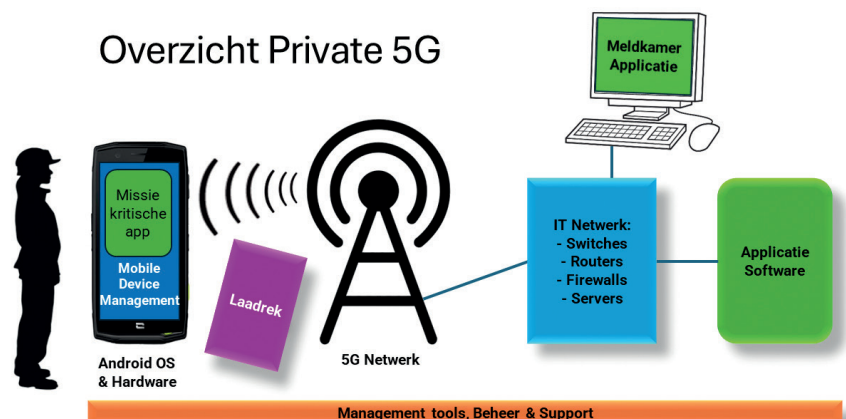 Overzicht Private 5G
Meldkamer
Applicatie
Missie
kritische
app
Mobile
Device
Management
Laadrek
IT Netwerk:
- Switches
- Routers
- Firewalls
- Servers
Applicatie
Software
Android OS
& Hardware
5G Netwerk
Management tools, Beheer & Support